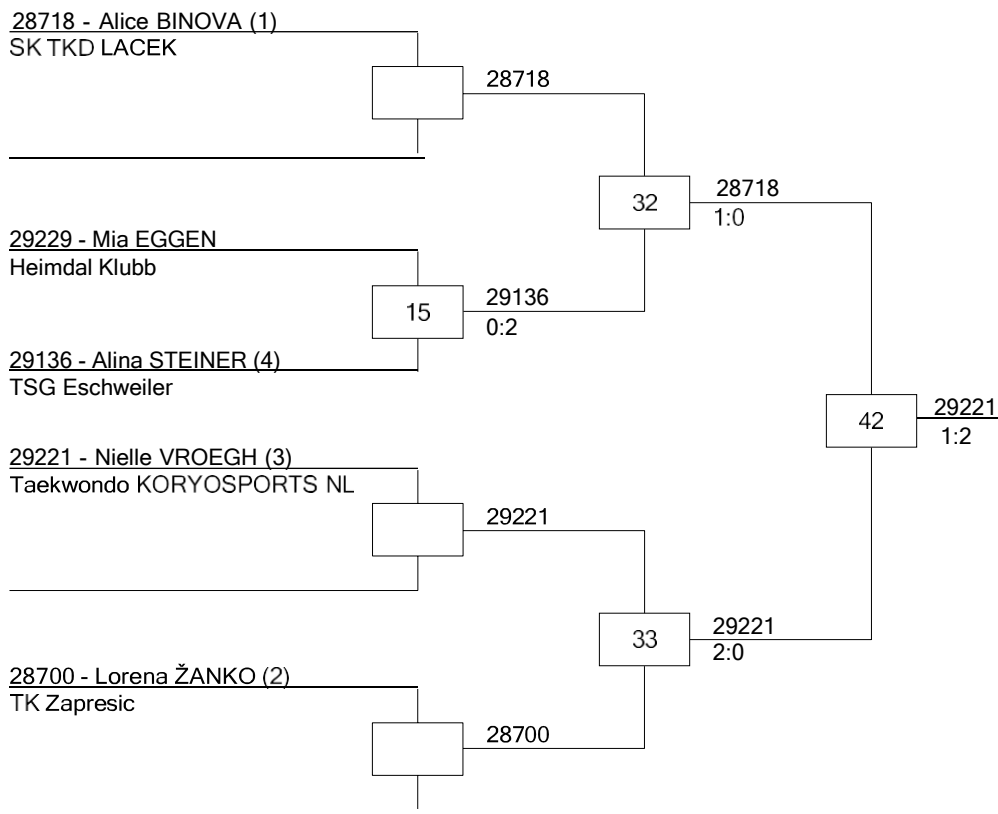 28718 - Alice BINOVA (1)
SK TKD LACEK
28718
32
28718
1:0
29229 - Mia EGGEN
Heimdal Klubb
15
29136
0:2
29136 - Alina STEINER (4)
TSG Eschweiler
42
29221
1:2
29221 - Nielle VROEGH (3)
Taekwondo KORYOSPORTS NL
29221
33
29221
2:0
28700 - Lorena ŽANKO (2)
TK Zapresic
28700